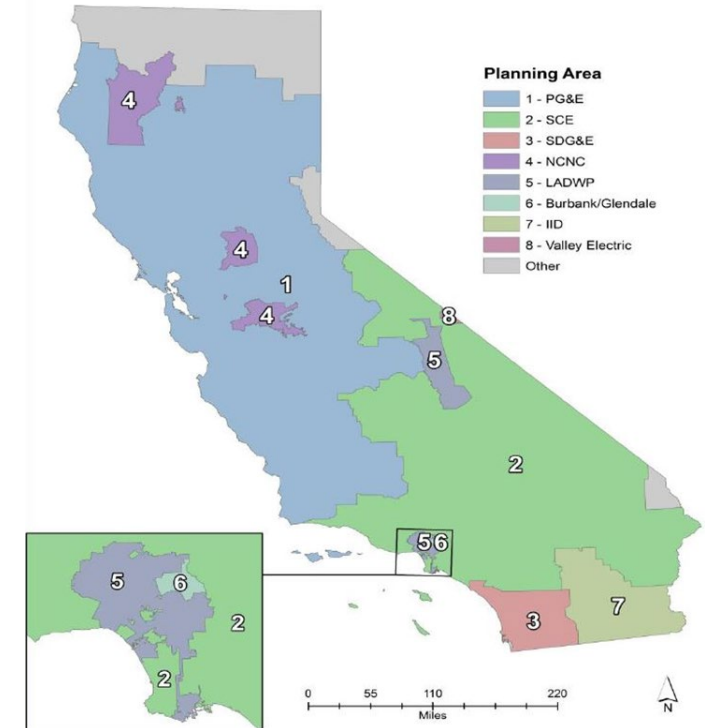 Planning Area
1 - PG&E
2 - SCE
3 - SDG&E
4 - NCNC
5 - LADWP
6 - Burbank/Glendale
7 - IID
8 - Valley Electric
Other
4
4
1
4
8
5
2
5 6
5
6
2
2
3
7
0 55 110 220
Miles
N